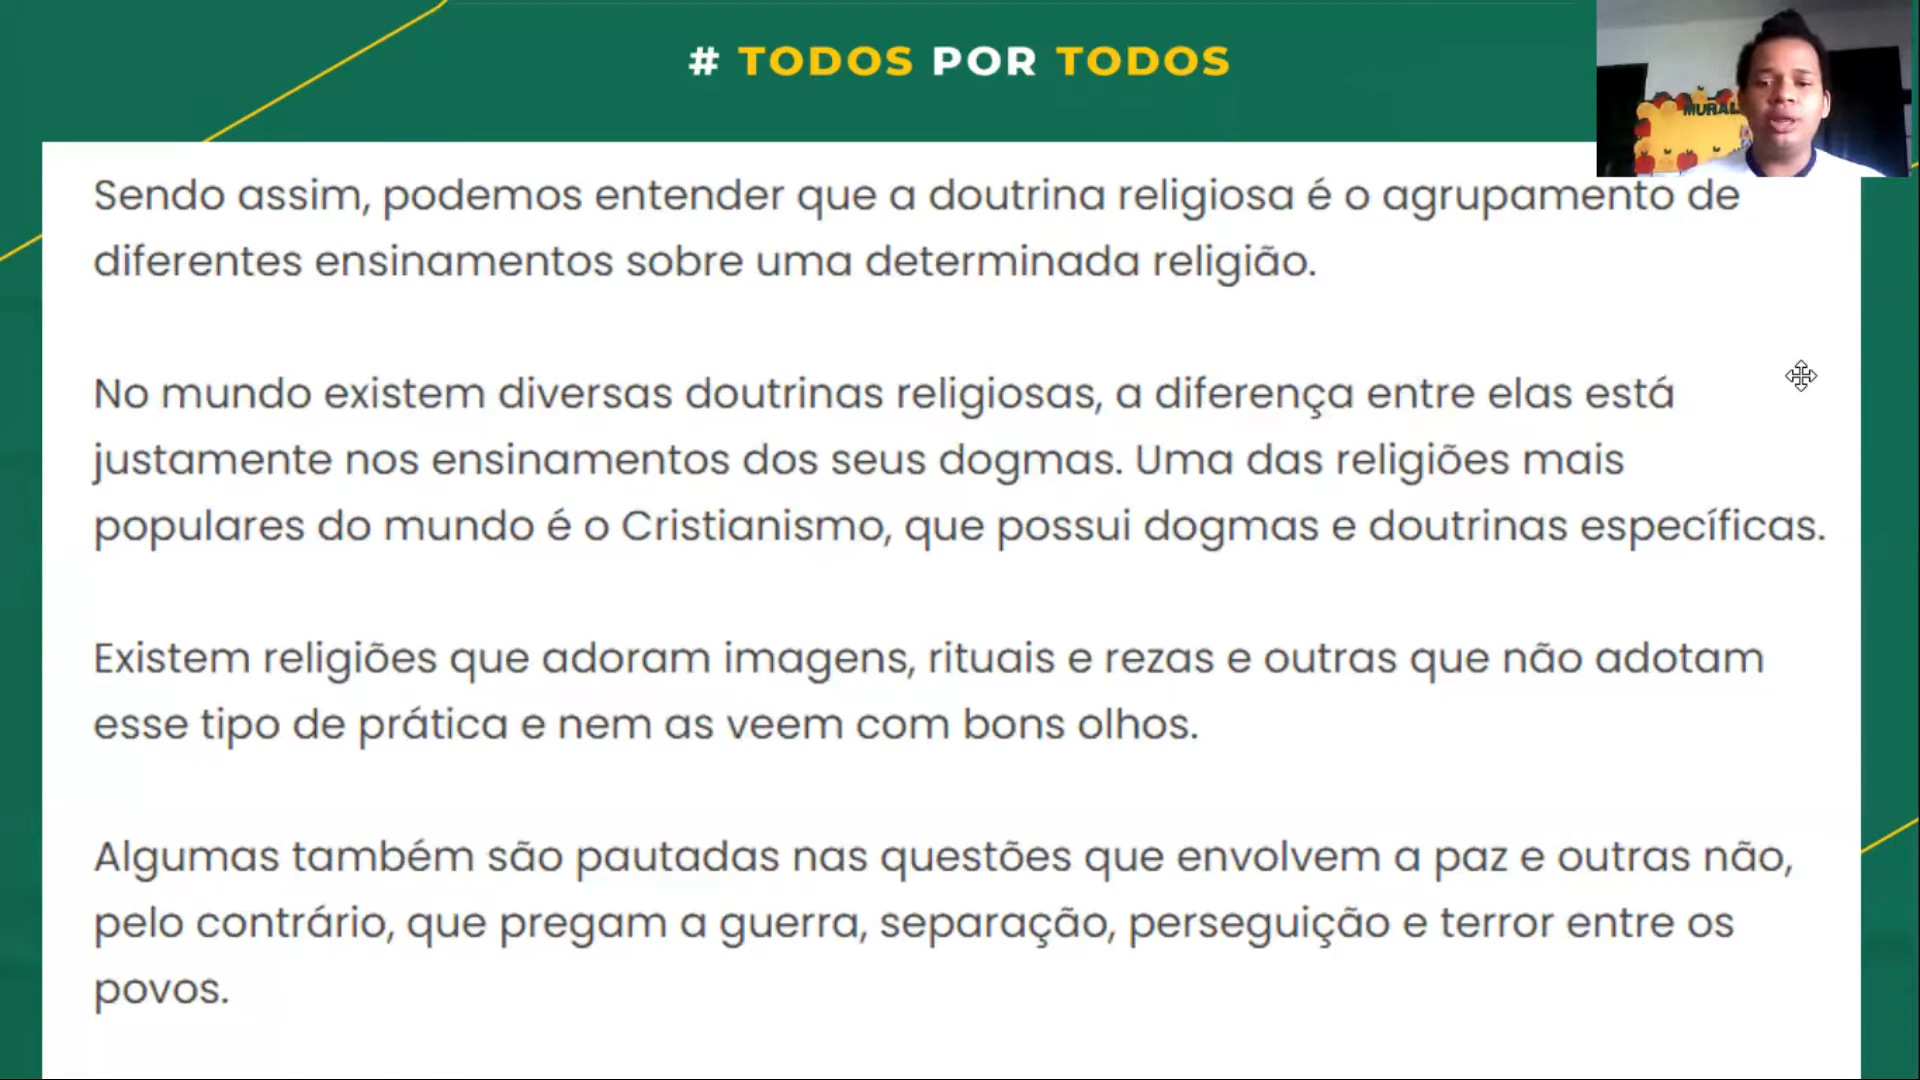 # TODOS POR TODOS
MURAL
Sendo assim, podemos entender que a doutrina religiosa é o agrupamento de
diferentes ensinamentos sobre uma determinada religião.
No mundo existem diversas doutrinas religiosas, a diferença entre elas está
justamente nos ensinamentos dos seus dogmas. Uma das religiões mais
populares do mundo é o Cristianismo, que possui dogmas e doutrinas específicas.
Existem religiões que adoram imagens, rituais e rezas e outras que não adotam
esse tipo de prática e nem as veem com bons olhos.
Algumas também são pautadas nas questões que envolvem a paz e outras não,
pelo contrário, que pregam a guerra, separação, perseguição e terror entre os
povos.